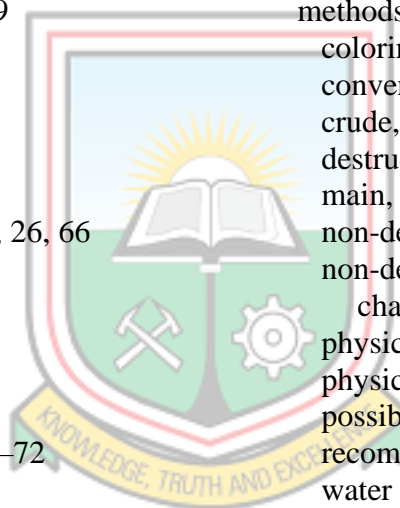 9
, 26, 66
–72
methods
colorin
conver
crude,
destru
main,
non-de
non-de
cha
physic
physic
possib
recom
water
KNOWLEDGE, TRUTH AND EXCELLENCE